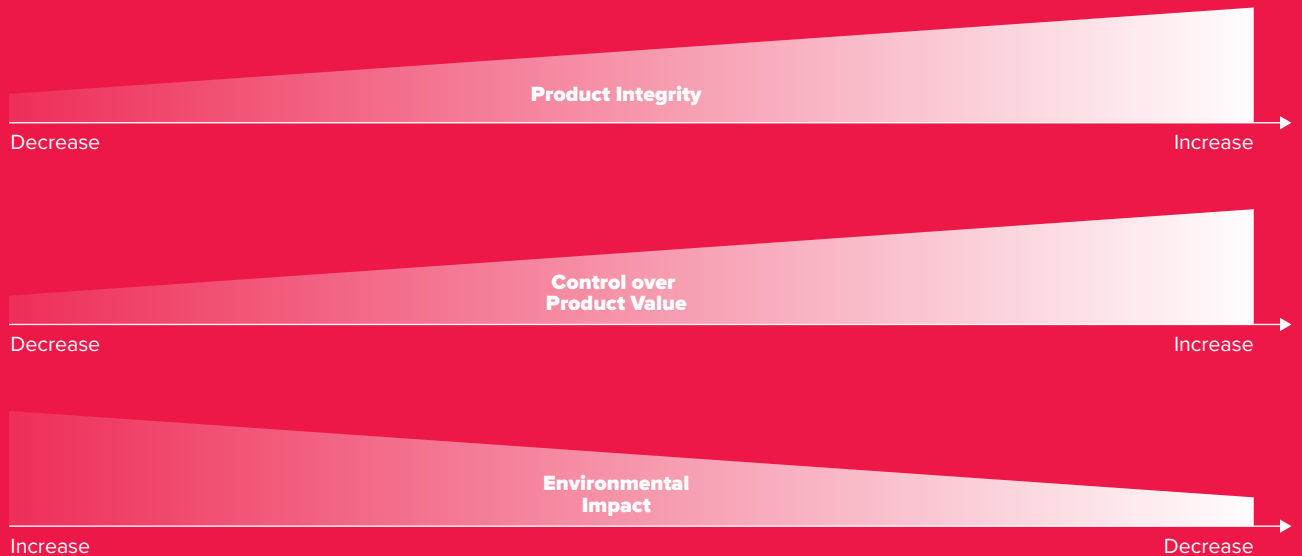 Product Integrity
Decrease
Increase
Control over
Product Value
Decrease
Increase
Environmental
Impact
Increase
Decrease